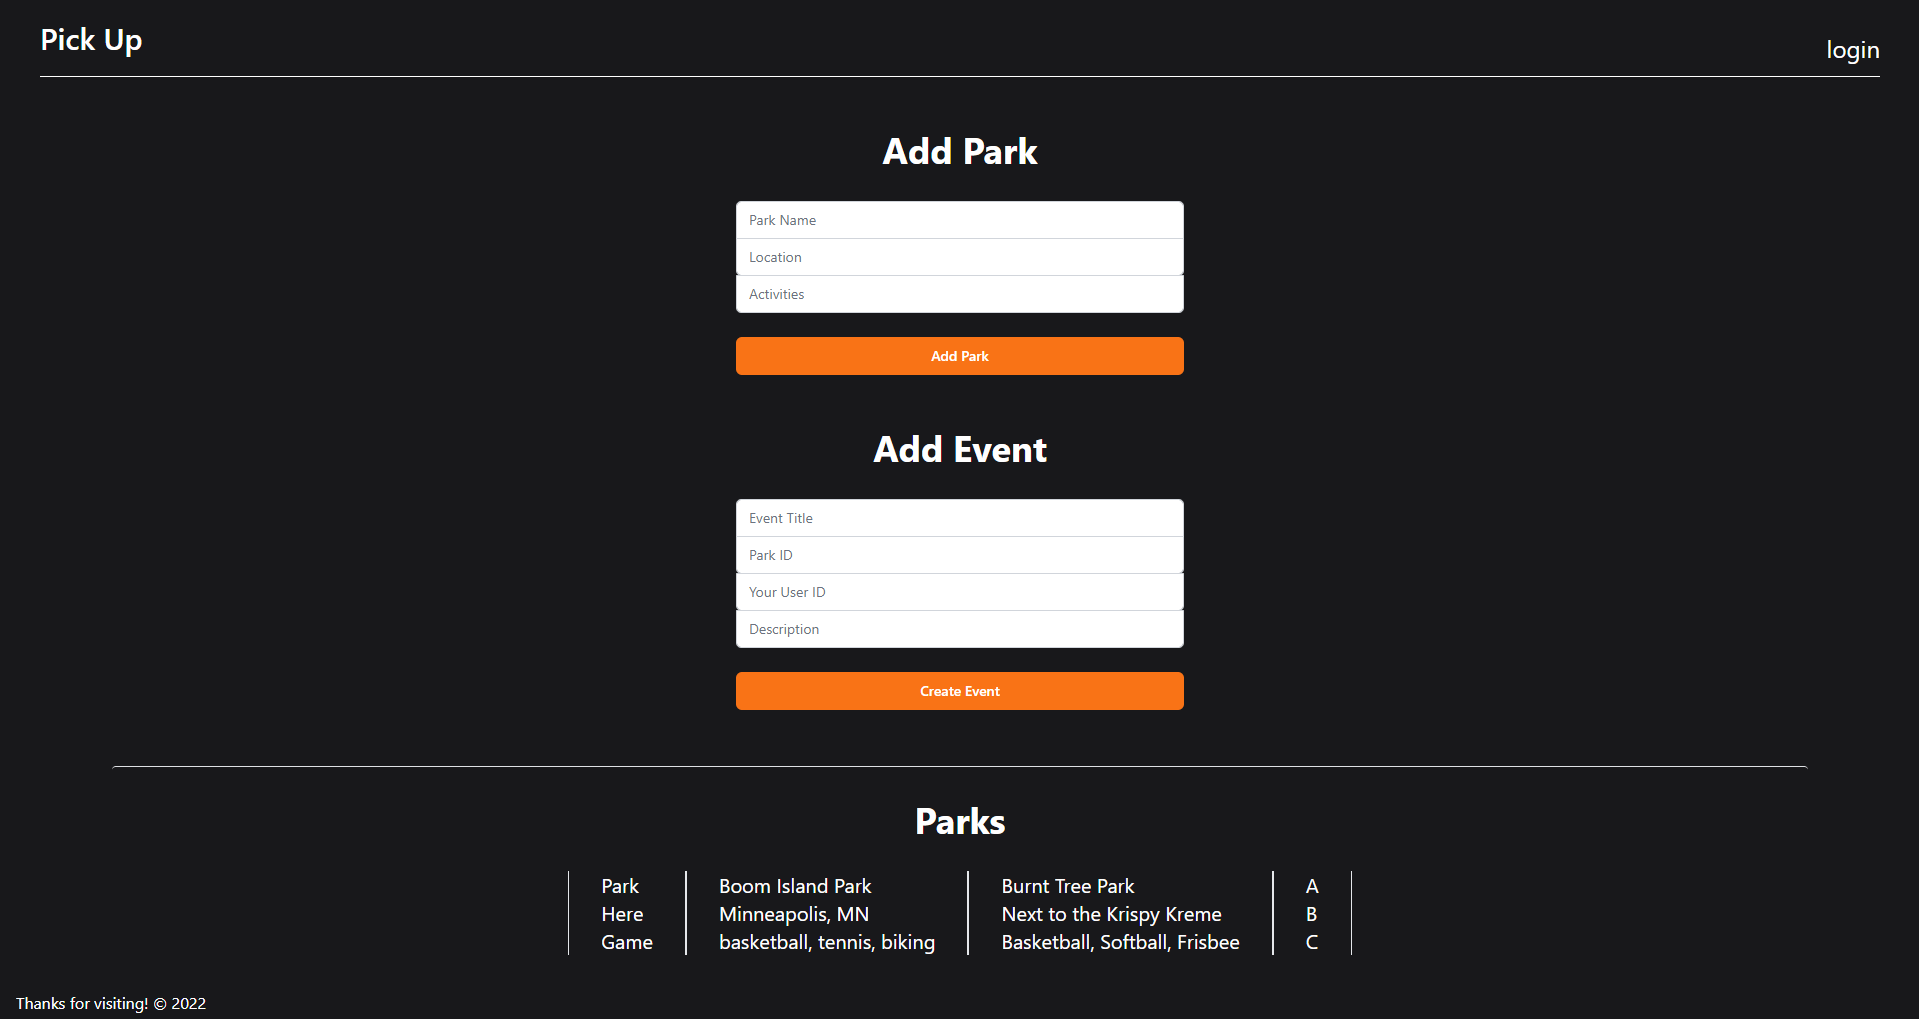 Pick Up
login
Add Park
Park Name
Location
Activities
Add Park
Add Event
Event Title
Park ID
Your User ID
Description
Create Event
Parks
Park
Here
Game
Boom Island Park
Minneapolis, MN
basketball, tennis, biking
Burnt Tree Park
Next to the Krispy Kreme
Basketball, Softball, Frisbee
A
B
C
Thanks for visiting! © 2022